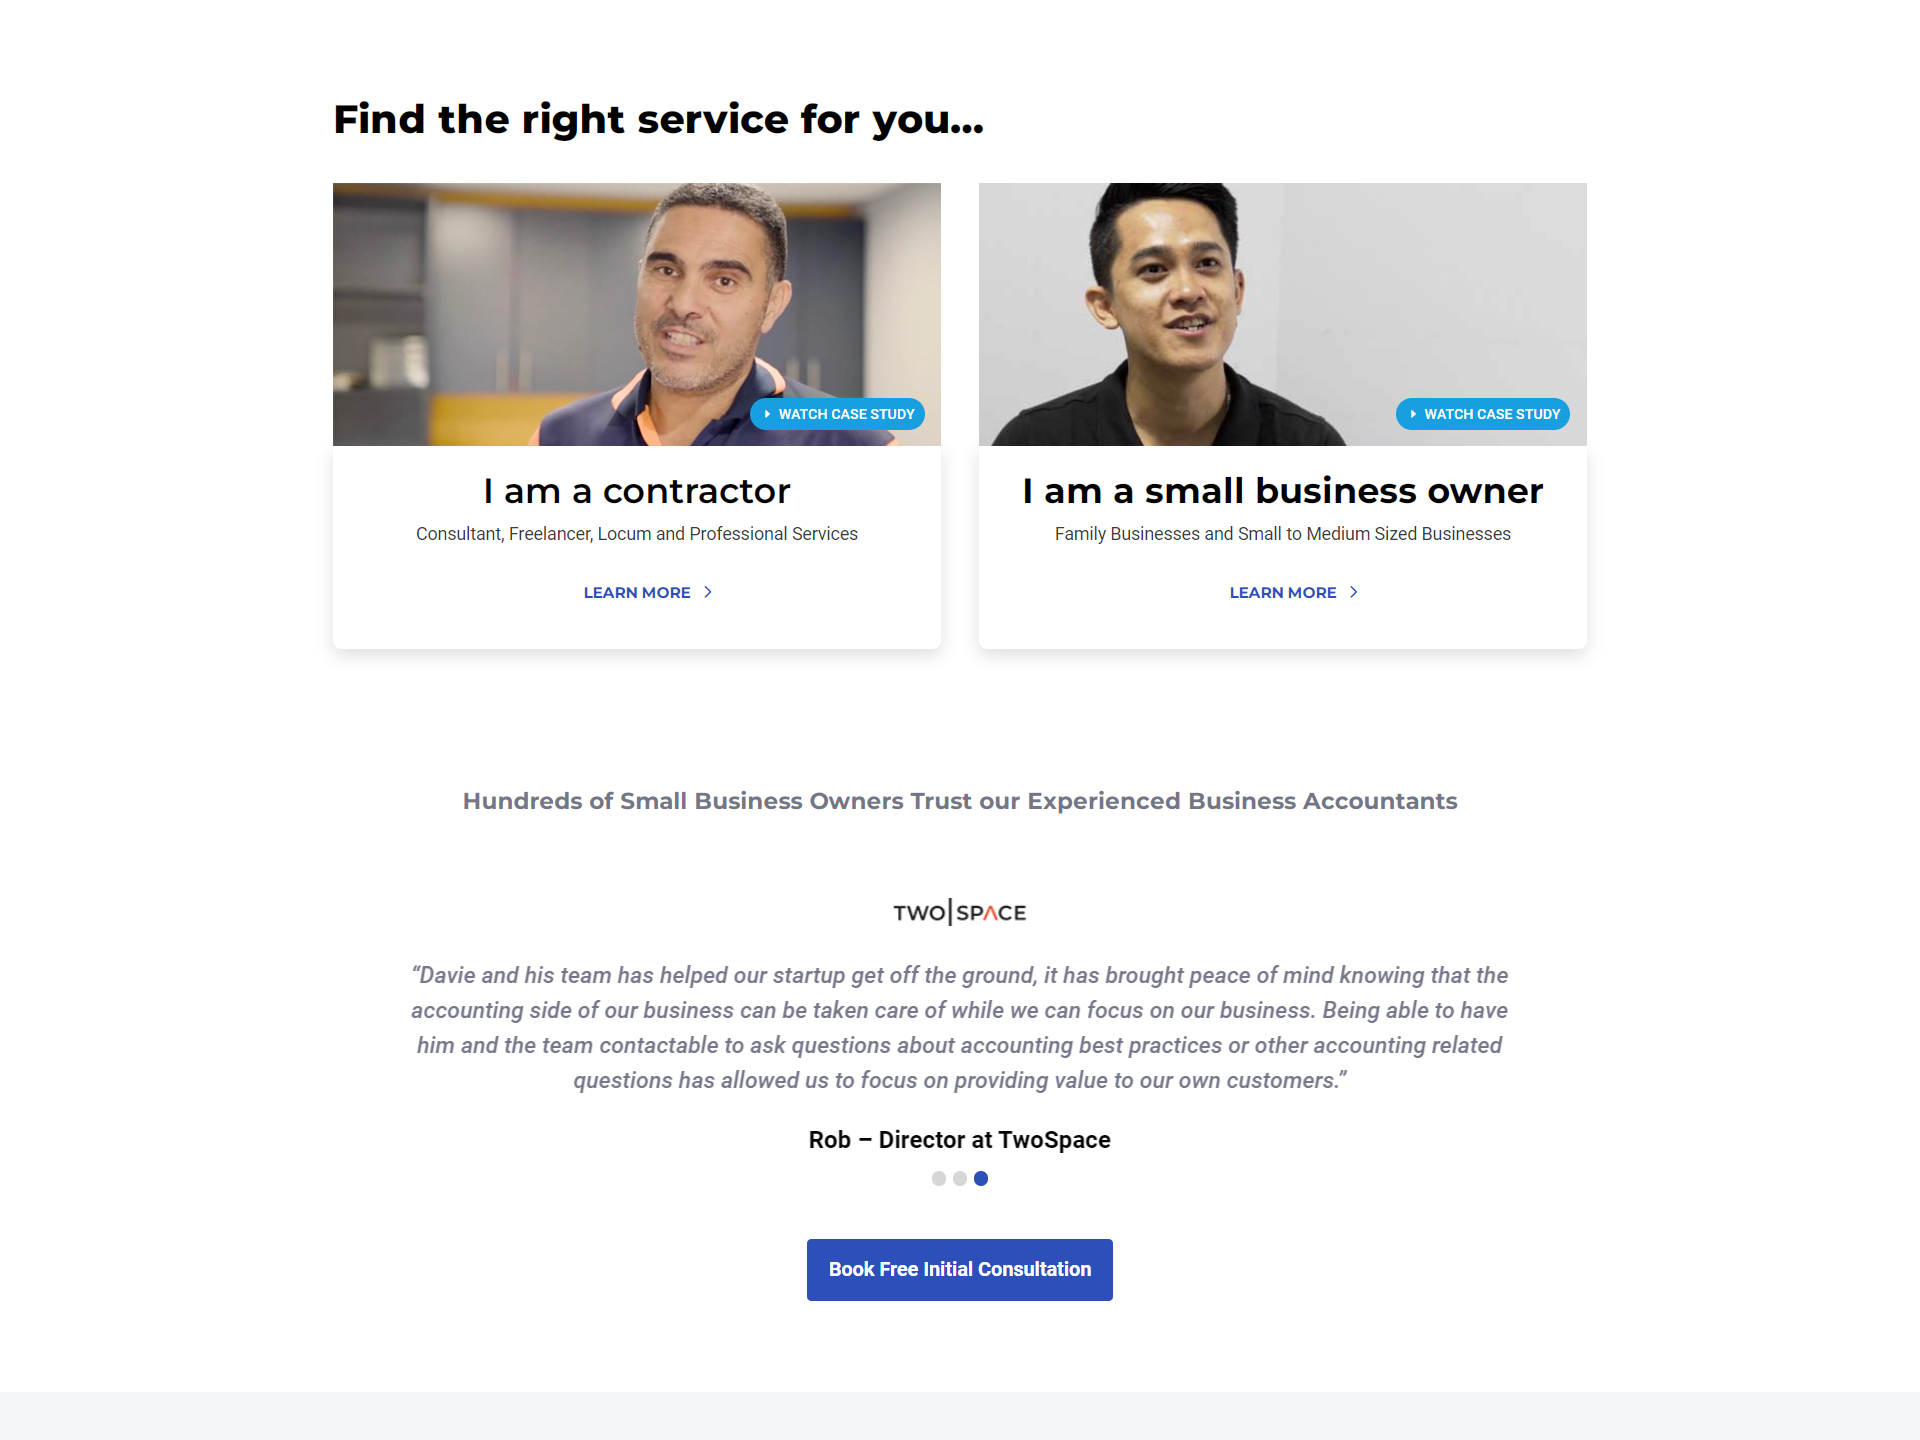 Find the right service for you...
WATCH CASE STUDY
WATCH CASE STUDY
I am a contractor
Consultant, Freelancer, Locum and Professional Services
LEARN MORE
I am a small business owner
Family Businesses and Small to Medium Sized Businesses
LEARN MORE
Hundreds of Small Business Owners Trust our Experienced Business Accountants
TWO|SPACE
“Davie and his team has helped our startup get off the ground, it has brought peace of mind knowing that the
accounting side of our business can be taken care of while we can focus on our business. Being able to have
him and the team contactable to ask questions about accounting best practices or other accounting related
questions has allowed us to focus on providing value to our own customers.”
Rob – Director at TwoSpace
Book Free Initial Consultation